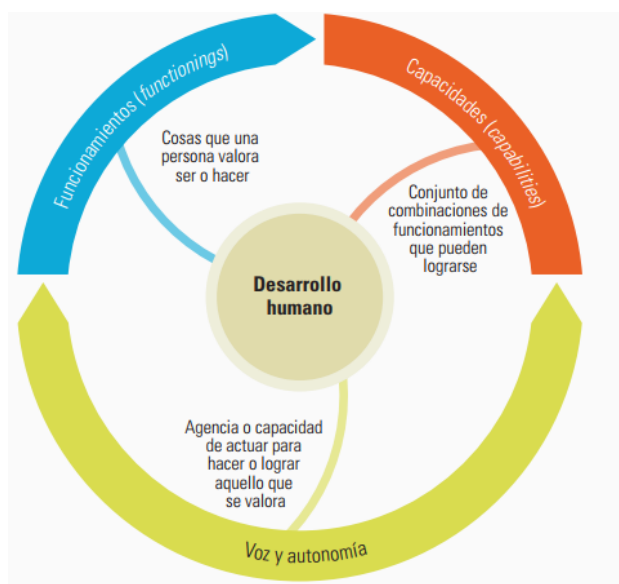 Funcionamientos (functionings)
Cosas que una
persona valora
ser o hacer
Capacidades (capabilities)
Conjunto de
combinaciones de
funcionamientos
que pueden
lograrse
Desarrollo
humano
Agencia o capacidad
de actuar para
hacer o lograr
aquello que
se valora
Voz y autonomía